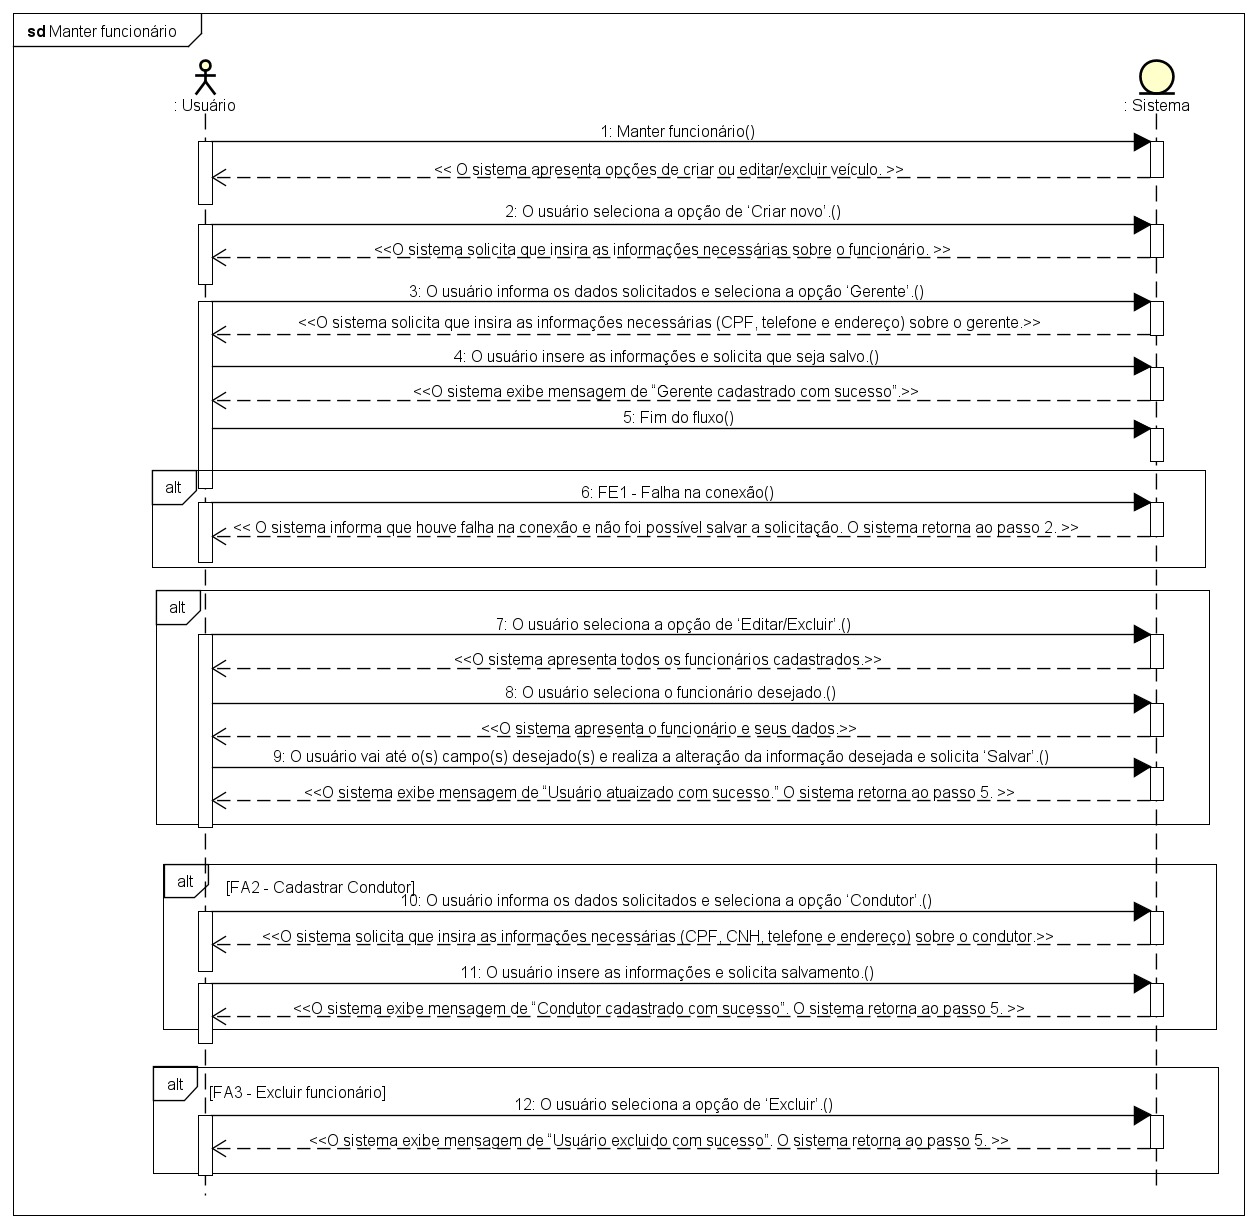 sd Manter funcionário
: Usuário
: Sistema
1: Manter funcionário()
<< O sistema apresenta opções de criar ou editar/excluir veículo. >>
2: O usuário seleciona a opção de ‘Criar novo’.()
<<O sistema solicita que insira as informações necessárias sobre o funcionário. >>
3: O usuário informa os dados solicitados e seleciona a opção ‘Gerente’.()
<<O sistema solicita que insira as informações necessárias (CPF, telefone e endereço) sobre o gerente.>>
4: O usuário insere as informações e solicita que seja salvo.()
<<O sistema exibe mensagem de “Gerente cadastrado com sucesso”.>>
5: Fim do fluxo()
alt
6: FE1 - Falha na conexão()
<< O sistema informa que houve falha na conexão e não foi possível salvar a solicitação. O sistema retorna ao passo 2. >>
alt
7: O usuário seleciona a opção de ‘Editar/Excluir’.()
<<O sistema apresenta todos os funcionários cadastrados.>>
8: O usuário seleciona o funcionário desejado.()
<<O sistema apresenta o funcionário e seus dados.>>
9: O usuário vai até o(s) campo(s) desejado(s) e realiza a alteração da informação desejada e solicita ‘Salvar’.()
<<O sistema exibe mensagem de “Usuário atuaizado com sucesso.” O sistema retorna ao passo 5. >>
alt
[FA2 - Cadastrar Condutor]
10: O usuário informa os dados solicitados e seleciona a opção ‘Condutor’.()
<<O sistema solicita que insira as informações necessárias (CPF, CNH, telefone e endereço) sobre o condutor.>>
11: O usuário insere as informações e solicita salvamento.()
<<O sistema exibe mensagem de “Condutor cadastrado com sucesso”. O sistema retorna ao passo 5. >>
alt
[FA3 - Excluir funcionário]
12: O usuário seleciona a opção de ‘Excluir’.()
<<O sistema exibe mensagem de “Usuário excluido com sucesso”. O sistema retorna ao passo 5. >>